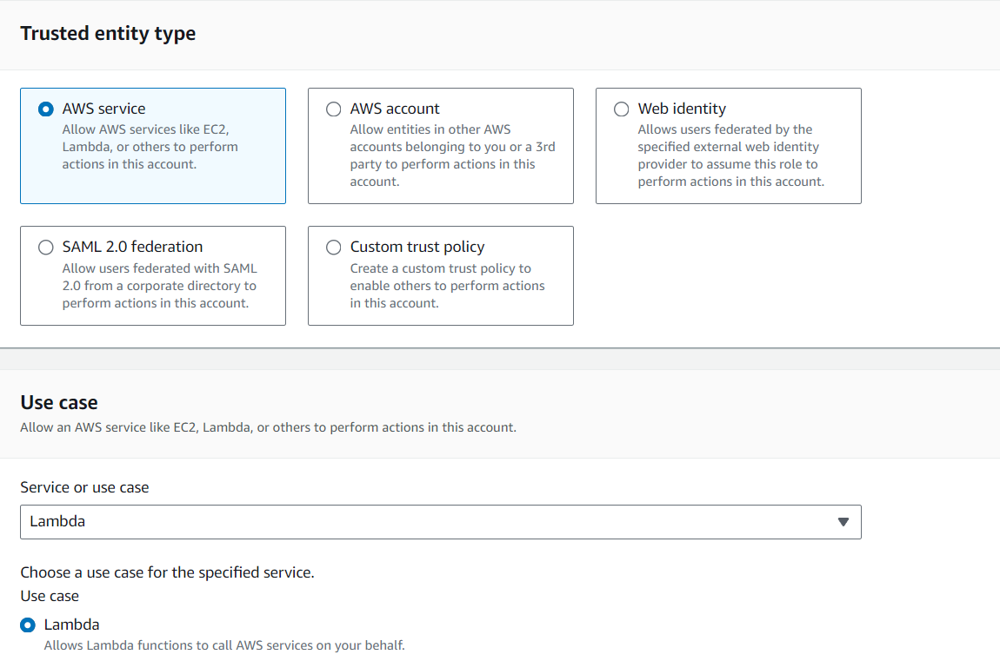 Trusted entity type
AWS service
Allow AWS services like EC2,
Lambda, or others to perform
actions in this account.
AWS account
Allow entities in other AWS
accounts belonging to you or a 3rd
party to perform actions in this
account.
Web identity
Allows users federated by the
specified external web identity
provider to assume this role to
perform actions in this account.
SAML 2.0 federation
Allow users federated with SAML
2.0 from a corporate directory to
perform actions in this account.
Custom trust policy
Create a custom trust policy to
enable others to perform actions
in this account.
Use case
Allow an AWS service like EC2, Lambda, or others to perform actions in this account.
Service or use case
Lambda
Choose a use case for the specified service.
Use case
Lambda
Allows Lambda functions to call AWS services on your behalf.